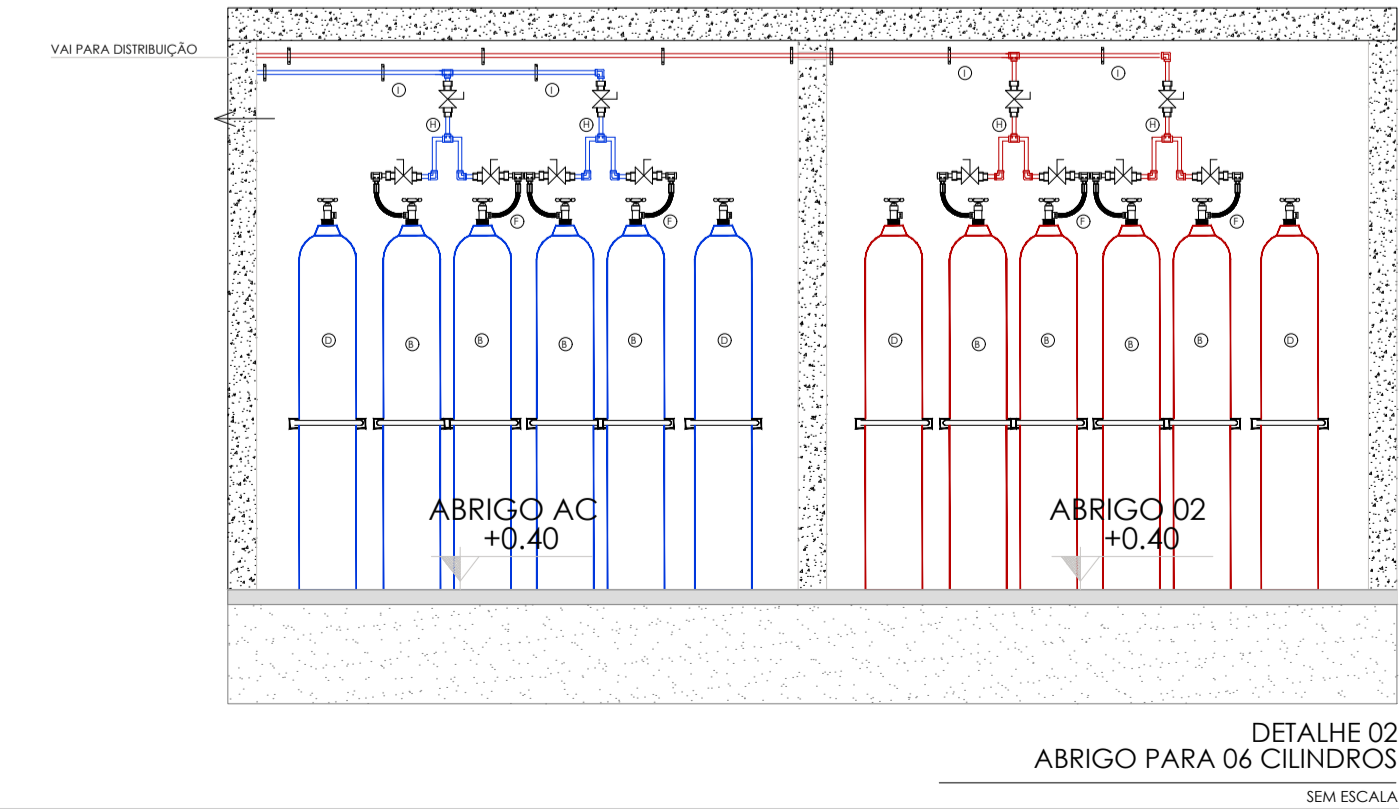 VAI PARA DISTRIBUIÇÃO
I I I I
H H H H
F F F F
D B B B B D D B B B B D
ABRIGO AC
+0.40
ABRIGO 02
+0.40
DETALHE 02
ABRIGO PARA 06 CILINDROS
SEM ESCALA